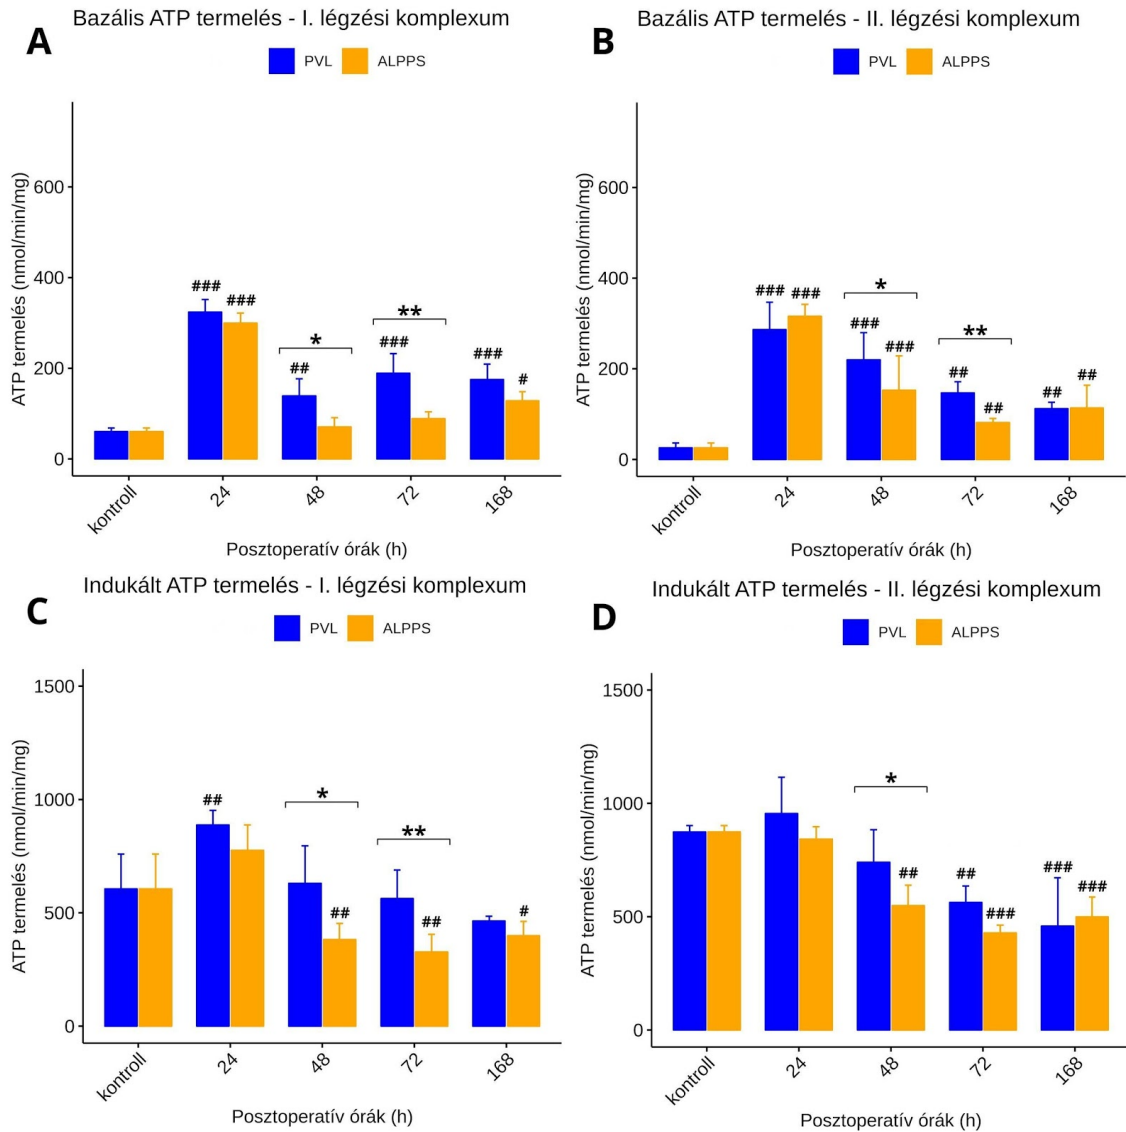 A
Bazális ATP termelés - I. légzési komplexum
PVL ALPPS
ATP termelés (nmol/min/mg)
600
400
200
0
### ###
##
*
###
**
###
#
kontroll 24 48 72 168
Posztoperatív órák (h)
B
Bazális ATP termelés - II. légzési komplexum
PVL ALPPS
ATP termelés (nmol/min/mg)
600
400
200
0
### ###
*
### ###
**
## ##
## ##
kontroll 24 48 72 168
Posztoperatív órák (h)
C
Indukált ATP termelés - I. légzési komplexum
PVL ALPPS
ATP termelés (nmol/min/mg)
1500
1000
500
0
##
*
##
**
##
#
kontroll 24 48 72 168
Posztoperatív órák (h)
D
Indukált ATP termelés - II. légzési komplexum
PVL ALPPS
ATP termelés (nmol/min/mg)
1500
1000
500
0
*
##
## ###
### ###
kontroll 24 48 72 168
Posztoperatív órák (h)